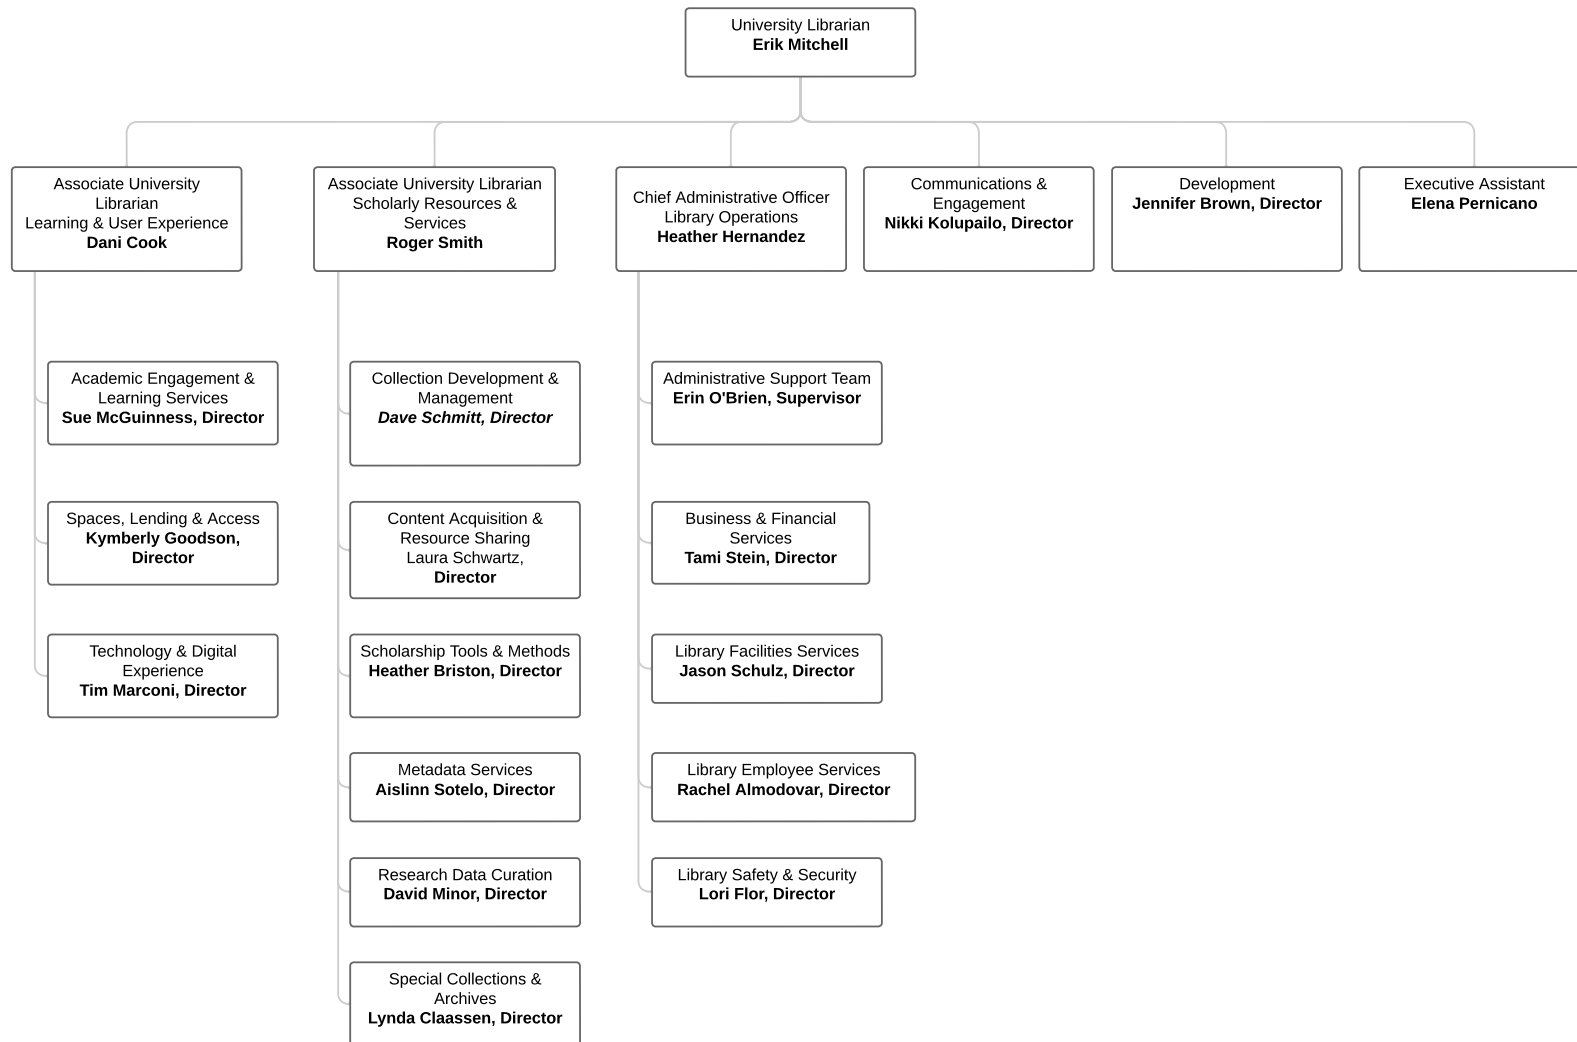 University Librarian
Erik Mitchell
Associate University
Librarian
Learning & User Experience
Dani Cook
Associate University Librarian
Scholarly Resources &
Services
Roger Smith
Chief Administrative Officer
Library Operations
Heather Hernandez
Communications &
Engagement
Nikki Kolupailo, Director
Development
Jennifer Brown, Director
Executive Assistant
Elena Pernicano
Academic Engagement &
Learning Services
Sue McGuinness, Director
Spaces, Lending & Access
Kymberly Goodson,
Director
Technology & Digital
Experience
Tim Marconi, Director
Collection Development &
Management
Dave Schmitt, Director
Content Acquisition &
Resource Sharing
Laura Schwartz,
Director
Scholarship Tools & Methods
Heather Briston, Director
Metadata Services
Aislinn Sotelo, Director
Research Data Curation
David Minor, Director
Special Collections &
Archives
Lynda Claassen, Director
Administrative Support Team
Erin O'Brien, Supervisor
Business & Financial
Services
Tami Stein, Director
Library Facilities Services
Jason Schulz, Director
Library Employee Services
Rachel Almodovar, Director
Library Safety & Security
Lori Flor, Director